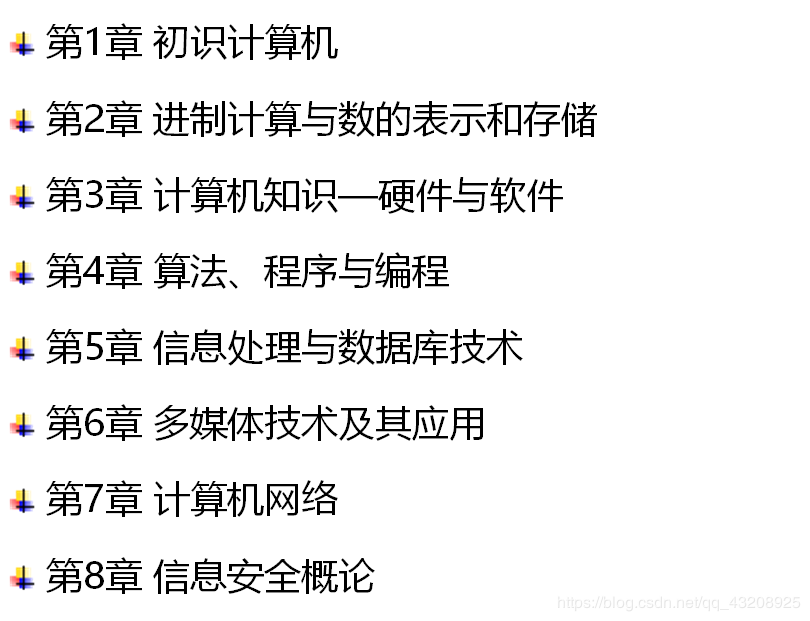 第1章 初识计算机
第2章 进制计算与数的表示和存储
第3章 计算机知识—硬件与软件
第4章 算法、程序与编程
第5章 信息处理与数据库技术
第6章 多媒体技术及其应用
第7章 计算机网络
第8章 信息安全概论
https://blog.csdn.net/qq_43208925